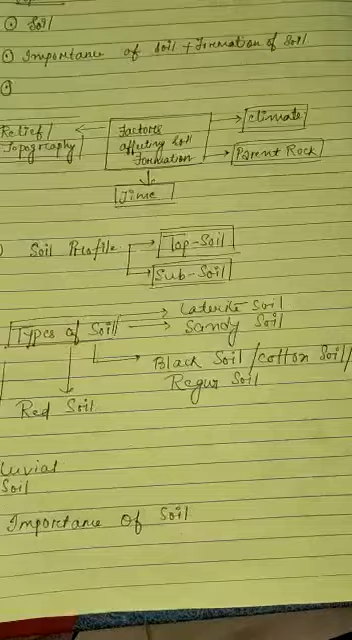 Soil
Importance of soil + Formation of Soil
Relief/
Topography
Factors
affecting soil
Formation
Climate
Parent Rock
Time
Soil Profile
Top-Soil
Sub-Soil
Types of Soil
Laterite Soil
Sandy Soil
Black Soil/cotton Soil/
Regur Soil
Red Soil
luvial
Soil
Importance of Soil